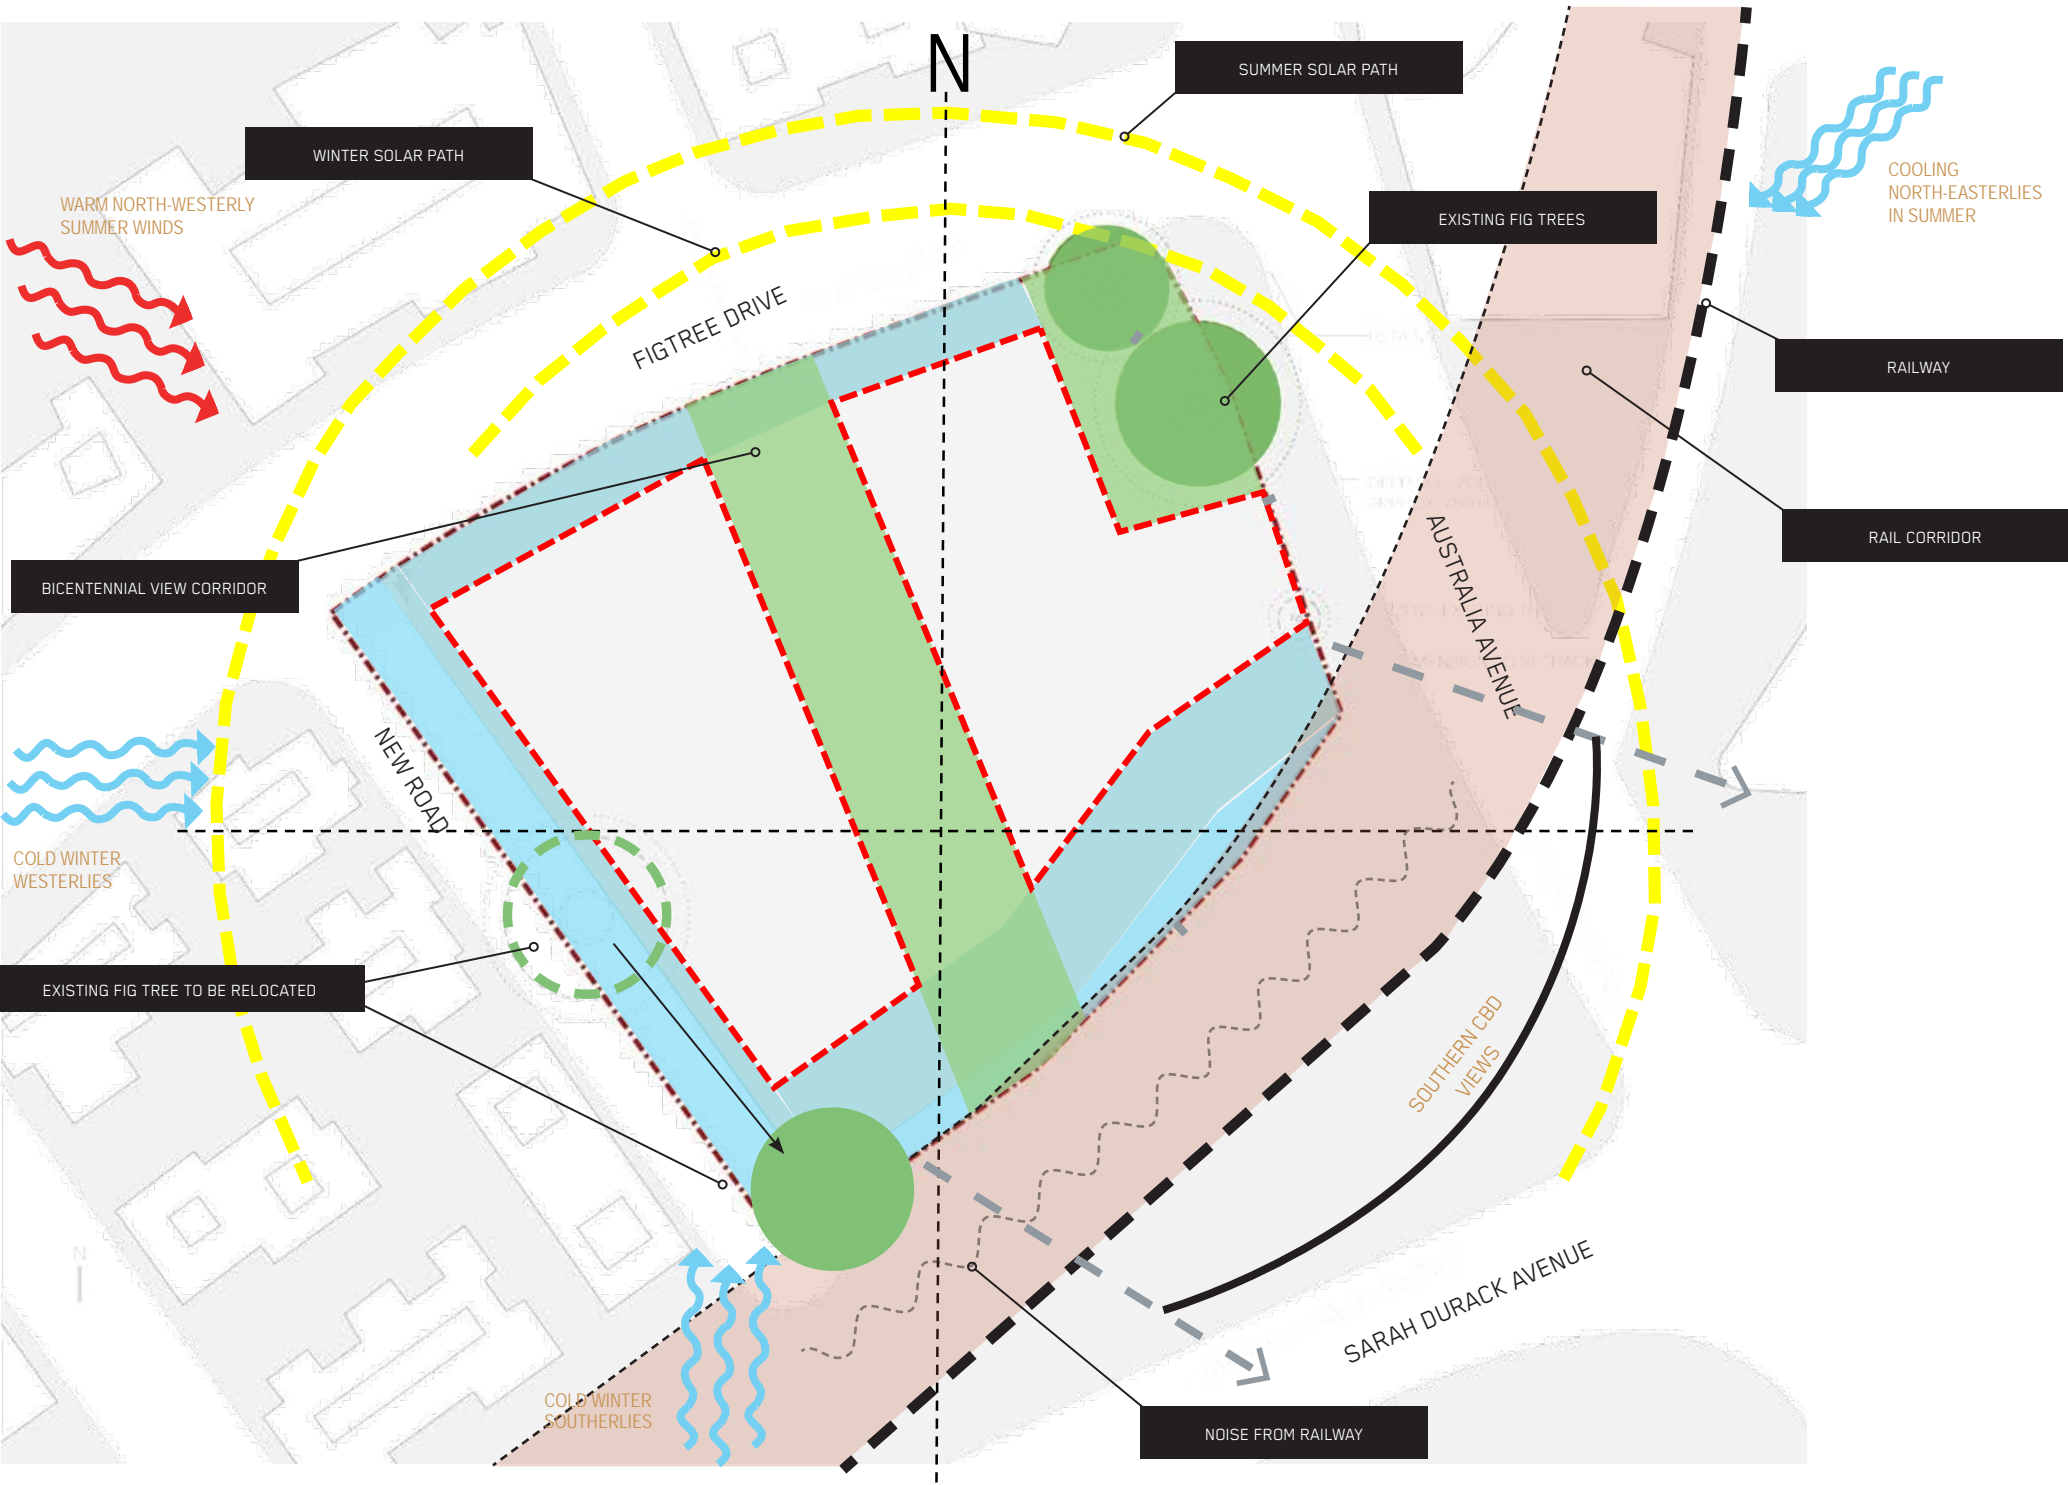 N
SUMMER SOLAR PATH
WINTER SOLAR PATH
COOLING
NORTH-EASTERLIES
IN SUMMER
WARM NORTH-WESTERLY
SUMMER WINDS
EXISTING FIG TREES
FIGTREE DRIVE
RAILWAY
RAIL CORRIDOR
BICENTENNIAL VIEW CORRIDOR
AUSTRALIA AVENUE
NEW ROAD
COLD WINTER
WESTERLIES
EXISTING FIG TREE TO BE RELOCATED
SOUTHERN CBD
VIEWS
N
SARAH DURACK AVENUE
COLD WINTER
SOUTHERLIES
NOISE FROM RAILWAY